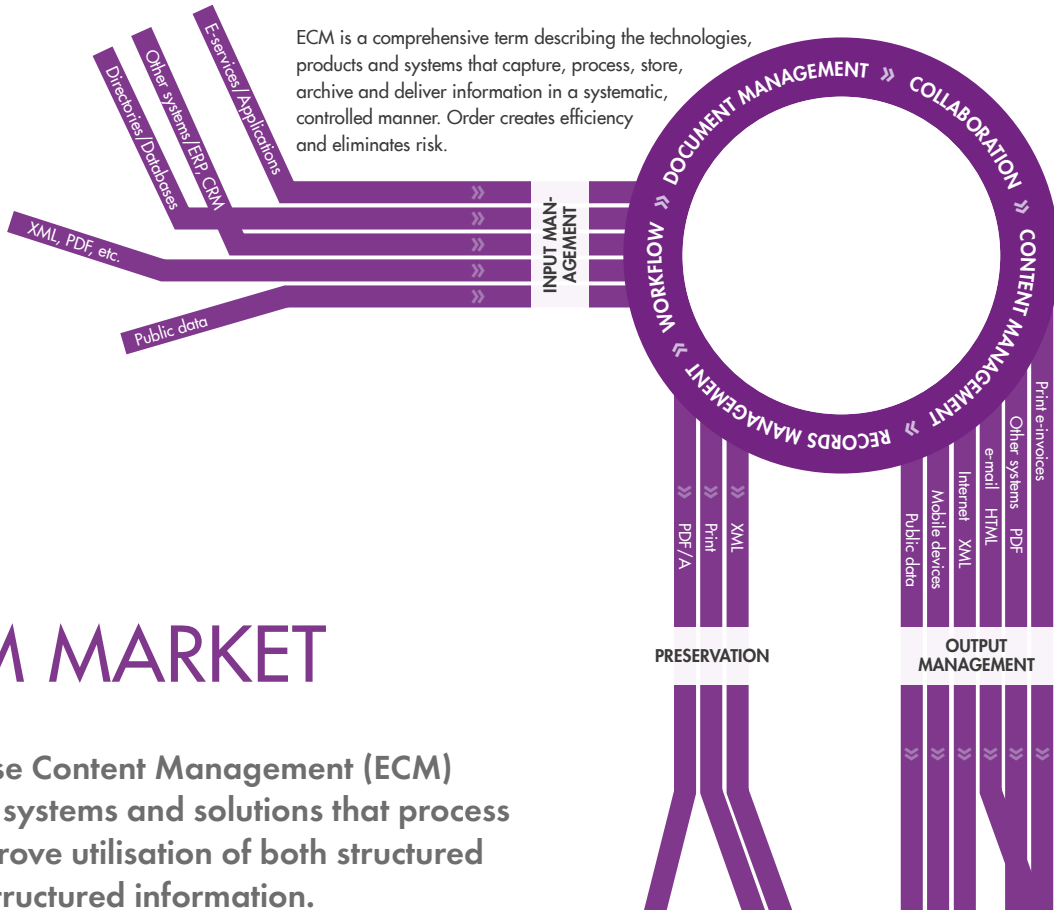 ECM is a comprehensive term describing the technologies,
products and systems that capture, process, store,
archive and deliver information in a systematic,
controlled manner. Order creates efficiency
and eliminates risk.
E-services/Applications
Other systems/ERP, CRM
Directories/Databases
XML, PDF, etc.
Public data
INPUT MAN-
AGEMENT
WORKFLOW » DOCUMENT MANAGEMENT » COLLABORATION » CONTENT MANAGEMENT » RECORDS MANAGEMENT »
PDF/A
Print
XML
PRESERVATION
Public data
Mobile devices
Internet XML
e-mail HTML
Other systems PDF
Print e-invoices
OUTPUT
MANAGEMENT
M MARKET
se Content Management (ECM)
systems and solutions that process
rove utilisation of both structured
structured information.